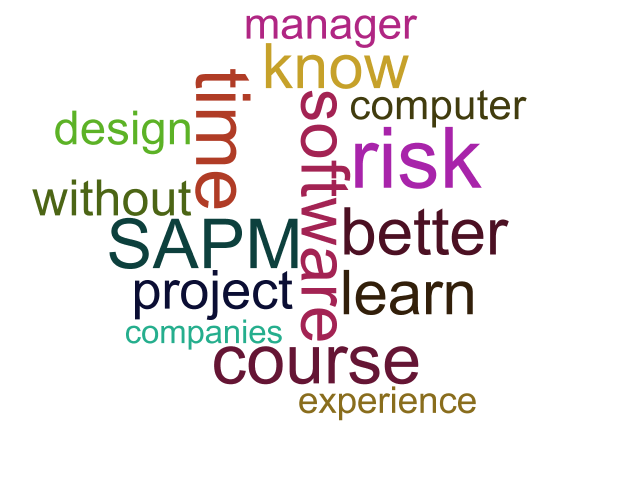 manager
know
time
software
computer
design
risk
without
SAPM
better
project
learn
companies
course
experience